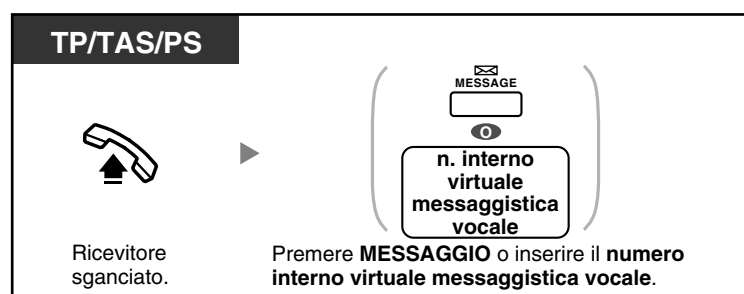 TP/TAS/PS
MESSAGE
O
n. interno
virtuale
messaggistica
vocale
Ricevitore
sganciato.
Premere MESSAGGIO o inserire il numero
interno virtuale messaggistica vocale.